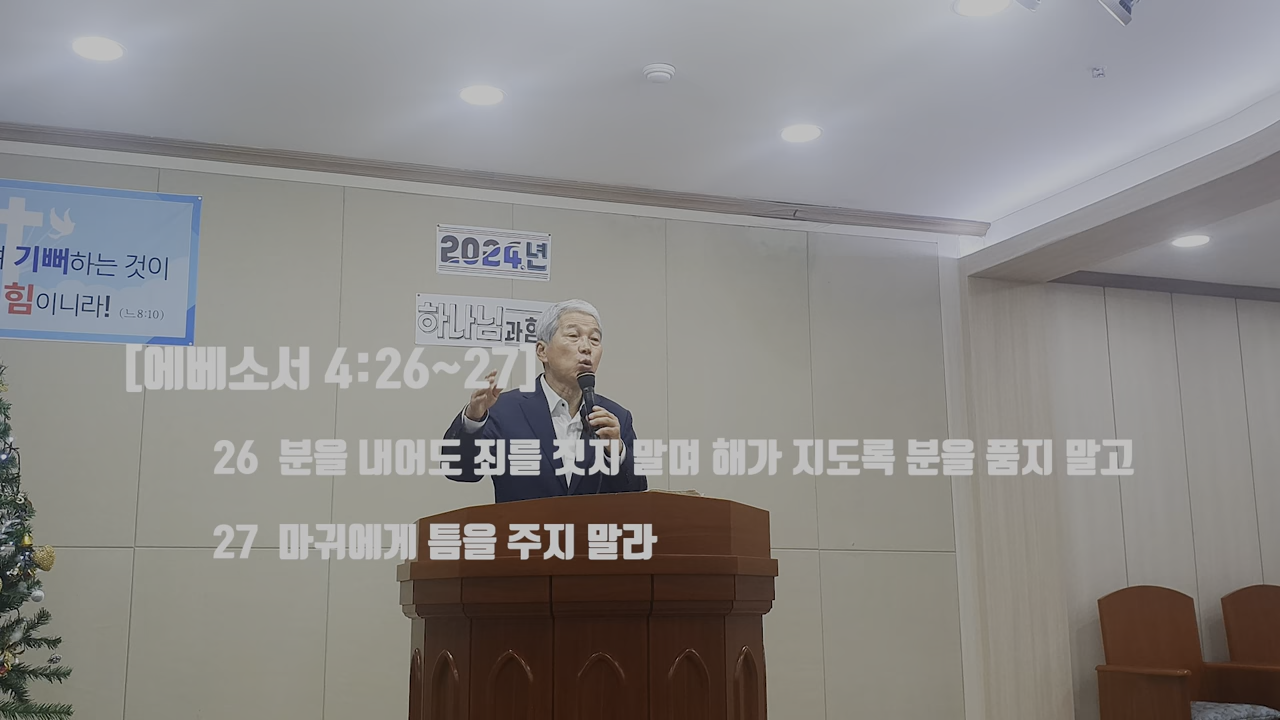 기뻐하는 것이
힘이니라! (느8:10)
2024년
하나님과
[에베소서 4:26~27]
26 분을 내어도 죄를 짓지 말며 해가 지도록 분을 품지 말고
27 마귀에게 틈을 주지 말라